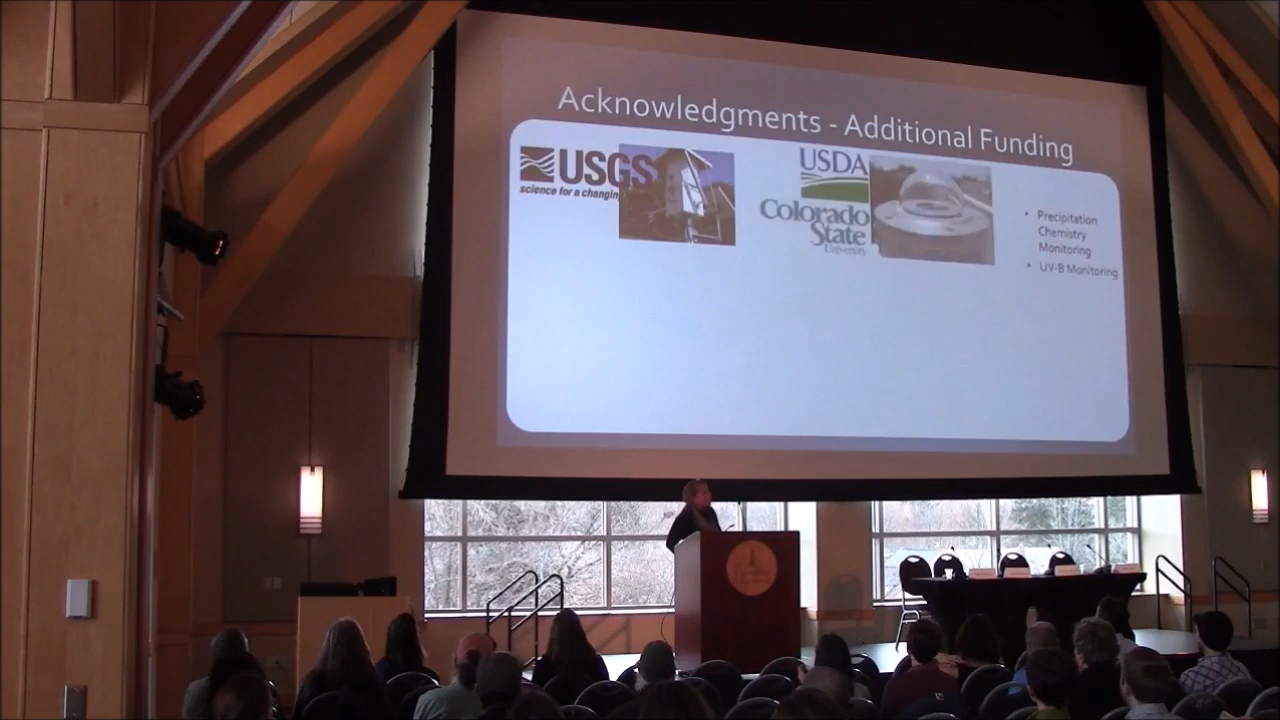 Acknowledgments - Additional Funding
USGS
science for a changing
USDA
Colorado
State
University
• Precipitation
Chemistry
Monitoring
• UV-B Monitoring